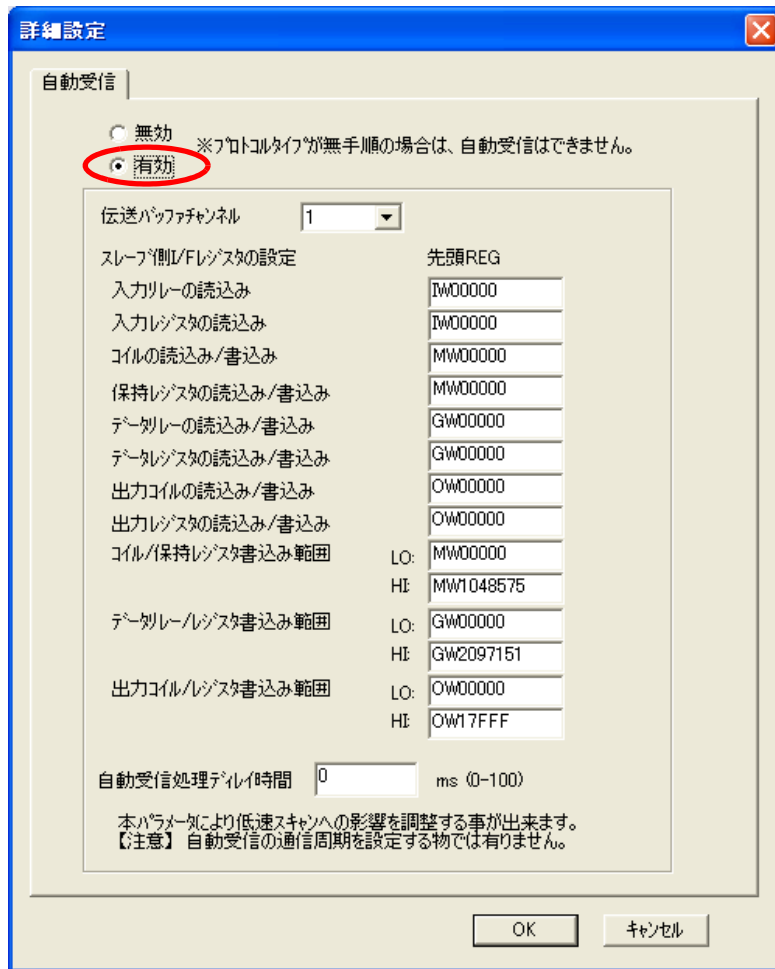 詳細設定
自動受信
無効
※ﾌﾟﾛﾄｺﾙﾀｲﾌﾟが無手順の場合は、自動受信はできません。
有効
伝送ﾊﾞｯﾌｧﾁｬﾝﾈﾙ 1
ｽﾚｰﾌﾞ側I/Fﾚｼﾞｽﾀの設定 先頭REG
入力ﾘﾚｰの読込み IW00000
入力ﾚｼﾞｽﾀの読込み IW00000
ｺｲﾙの読込み/書込み MW00000
保持ﾚｼﾞｽﾀの読込み/書込み MW00000
ﾃﾞｰﾀﾘﾚｰの読込み/書込み GW00000
ﾃﾞｰﾀﾚｼﾞｽﾀの読込み/書込み GW00000
出力ｺｲﾙの読込み/書込み OW00000
出力ﾚｼﾞｽﾀの読込み/書込み OW00000
ｺｲﾙ/保持ﾚｼﾞｽﾀ書込み範囲 LO: MW00000
HI: MW1048575
ﾃﾞｰﾀﾘﾚｰ/ﾚｼﾞｽﾀ書込み範囲 LO: GW00000
HI: GW2097151
出力ｺｲﾙ/ﾚｼﾞｽﾀ書込み範囲 LO: OW00000
HI: OW17FFF
自動受信処理ﾃﾞｨﾚｲ時間 0 ms (0-100)
本ﾊﾟﾗﾒｰﾀにより低速ｽｷｬﾝへの影響を調整する事が出来ます。
【注意】 自動受信の通信周期を設定する物では有りません。
OK ｷｬﾝｾﾙ